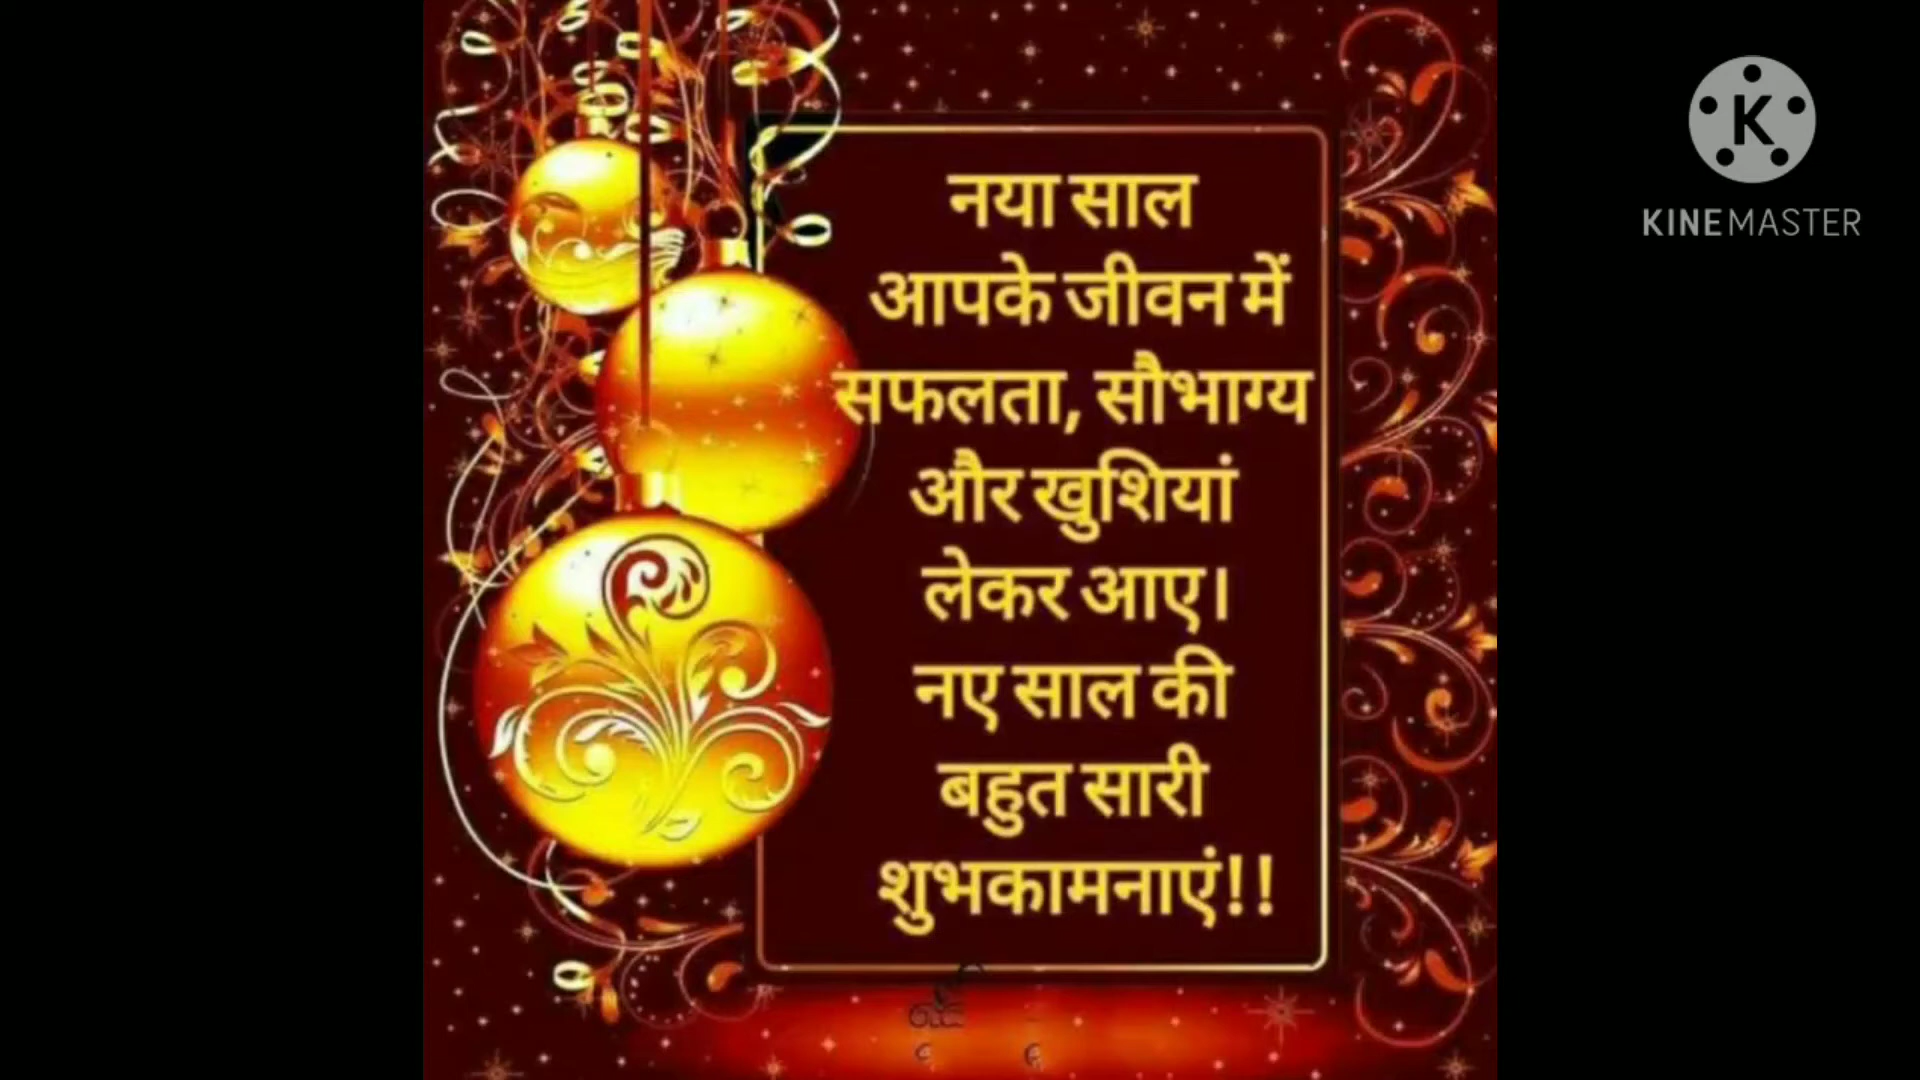 नया साल
आपके जीवन में
सफलता, सौभाग्य
और खुशियां
लेकर आए।
नए साल की
बहुत सारी
शुभकामनाएं!!
K
KINEMASTER